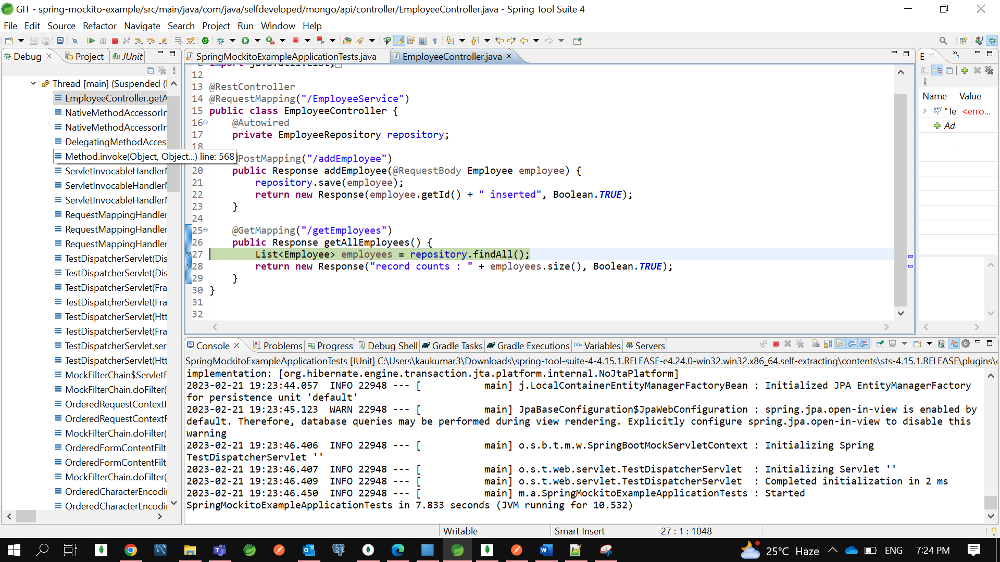 GIT - spring-mockito-example/src/main/java/com/java/selfdeveloped/mongo/api/controller/EmployeeController.java - Spring Tool Suite 4
File Edit Source Refactor Navigate Search Project Run Window Help
Debug Project JUnit
Thread [main] (Suspended (
EmployeeController.getA
NativeMethodAccessorIn
NativeMethodAccessorIn
DelegatingMethodAcces
Method.invoke(Object, Object...) line: 568
ServletInvocableHandlerM
ServletInvocableHandlerM
ServletInvocableHandlerM
RequestMappingHandler
RequestMappingHandler
RequestMappingHandler
TestDispatcherServlet(Dis
TestDispatcherServlet(Dis
TestDispatcherServlet(Fra
TestDispatcherServlet(Fra
TestDispatcherServlet(Htt
TestDispatcherServlet(Fra
TestDispatcherServlet.ser
TestDispatcherServlet(Htt
MockFilterChain$ServletF
MockFilterChain.doFilter(
OrderedRequestContextF
OrderedRequestContextF
MockFilterChain.doFilter(
OrderedFormContentFilt
OrderedFormContentFilt
MockFilterChain.doFilter(
OrderedCharacterEncodi
OrderedCharacterEncodi
SpringMockitoExampleApplicationTests.java EmployeeController.java
2 import java.util.List;
12
13 @RestController
14 @RequestMapping("/EmployeeService")
15 public class EmployeeController {
16 @Autowired
17 private EmployeeRepository repository;
18
PostMapping("/addEmployee")
20 public Response addEmployee(@RequestBody Employee employee) {
21 repository.save(employee);
22 return new Response(employee.getId() + " inserted", Boolean.TRUE);
23 }
24
25 @GetMapping("/getEmployees")
26 public Response getAllEmployees() {
27 List<Employee> employees = repository.findAll();
28 return new Response("record counts : " + employees.size(), Boolean.TRUE);
29 }
30 }
31
32
E
Name Value
"Te <erro...
Ad
Console Problems Progress Debug Shell Gradle Tasks Gradle Executions Variables Servers
SpringMockitoExampleApplicationTests [JUnit] C:\Users\kaukumar3\Downloads\spring-tool-suite-4-4.15.1.RELEASE-e4.24.0-win32.win32.x86_64.self-extracting\contents\sts-4.15.1.RELEASE\plugins\
implementation: [org.hibernate.engine.transaction.jta.platform.internal.NoJtaPlatform]
2023-02-21 19:23:44.057 INFO 22948 --- [ main] j.LocalContainerEntityManagerFactoryBean : Initialized JPA EntityManagerFactory
for persistence unit 'default'
2023-02-21 19:23:45.123 WARN 22948 --- [ main] JpaBaseConfiguration$JpaWebConfiguration : spring.jpa.open-in-view is enabled by
default. Therefore, database queries may be performed during view rendering. Explicitly configure spring.jpa.open-in-view to disable this
warning
2023-02-21 19:23:46.406 INFO 22948 --- [ main] o.s.b.t.m.w.SpringBootMockServletContext : Initializing Spring
TestDispatcherServlet ''
2023-02-21 19:23:46.407 INFO 22948 --- [ main] o.s.t.web.servlet.TestDispatcherServlet : Initializing Servlet ''
2023-02-21 19:23:46.409 INFO 22948 --- [ main] o.s.t.web.servlet.TestDispatcherServlet : Completed initialization in 2 ms
2023-02-21 19:23:46.450 INFO 22948 --- [ main] m.a.SpringMockitoExampleApplicationTests : Started
SpringMockitoExampleApplicationTests in 7.833 seconds (JVM running for 10.532)
Writable Smart Insert 27 : 1 : 1048
25°C Haze ENG 7:24 PM